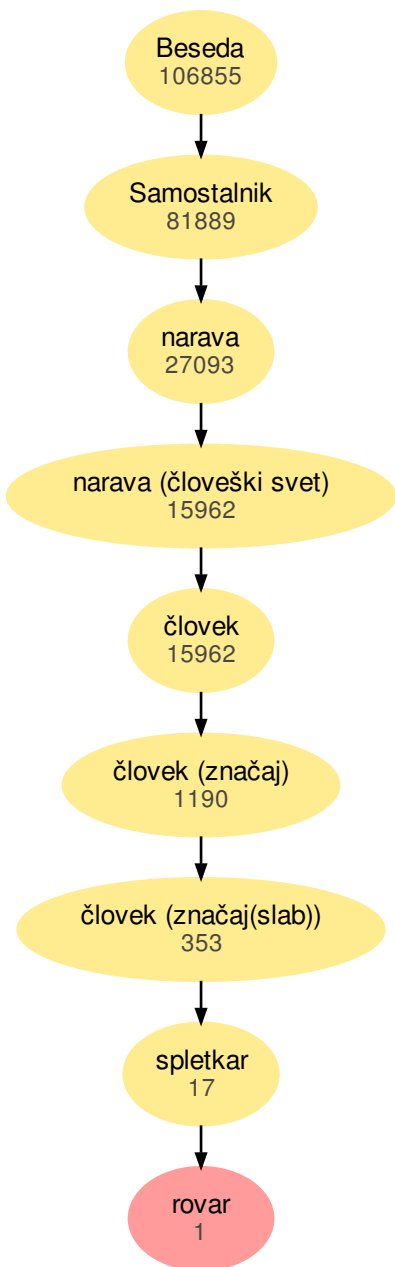 Beseda
106855
Samostalnik
81889
narava
27093
narava (človeški svet)
15962
človek
15962
človek (značaj)
1190
človek (značaj(slab))
353
spletkar
17
rovar
1